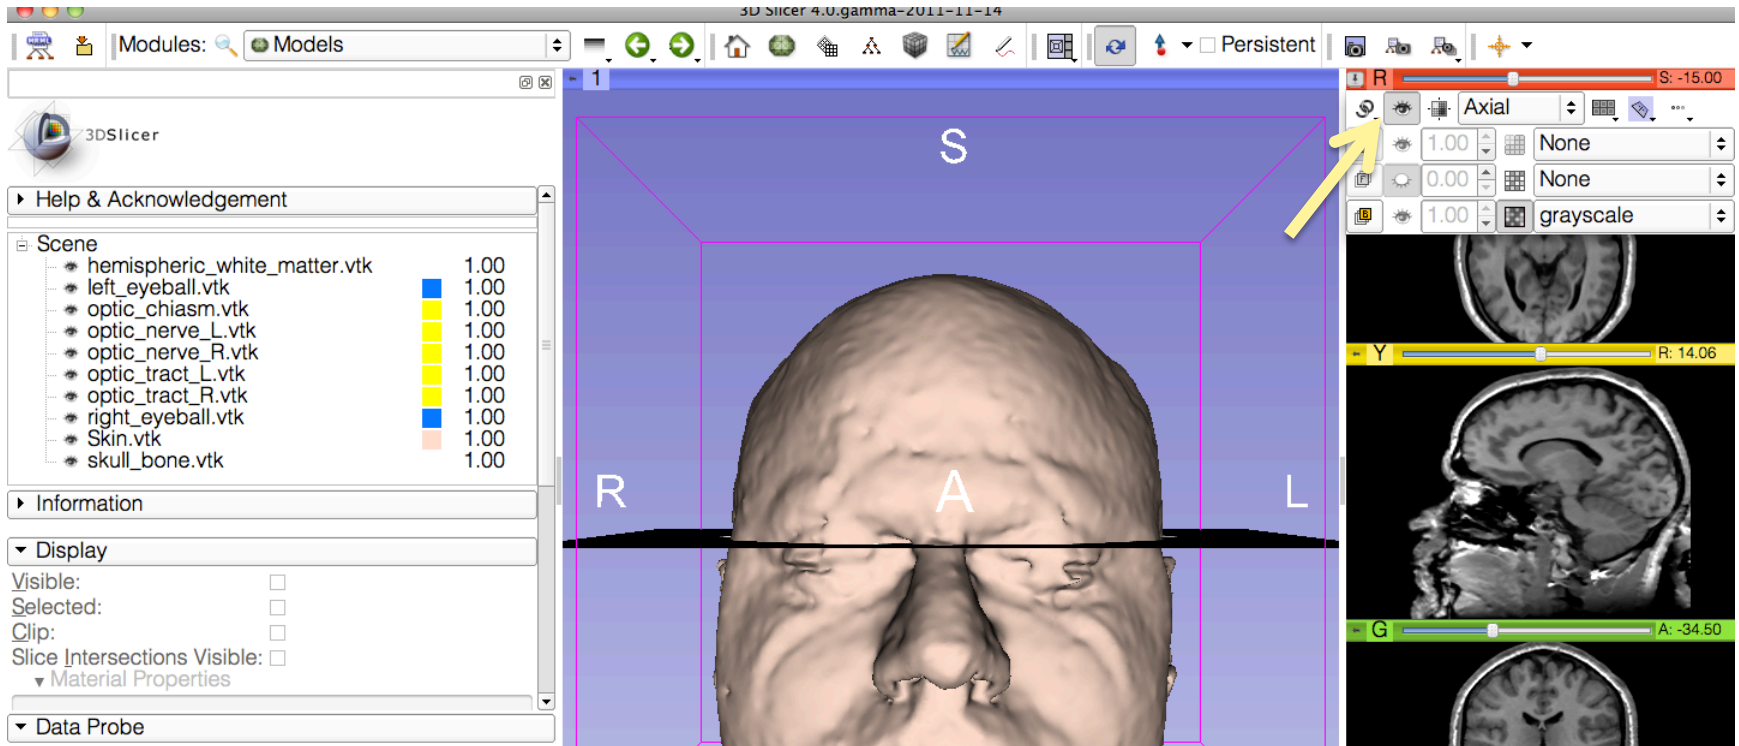 3D Slicer 4.0.gamma-2011-11-14
MRML
Modules: Models
Persistent
3DSlicer
Help & Acknowledgement
Scene
hemispheric_white_matter.vtk 1.00
left_eyeball.vtk 1.00
optic_chiasm.vtk 1.00
optic_nerve_L.vtk 1.00
optic_nerve_R.vtk 1.00
optic_tract_L.vtk 1.00
optic_tract_R.vtk 1.00
right_eyeball.vtk 1.00
Skin.vtk 1.00
skull_bone.vtk 1.00
Information
Display
Visible:
Selected:
Clip:
Slice Intersections Visible:
Material Properties
Data Probe
1
S
R
A
L
R S: -15.00
Axial
1.00 None
F 0.00 None
B 1.00 grayscale
Y R: 14.06
G A: -34.50